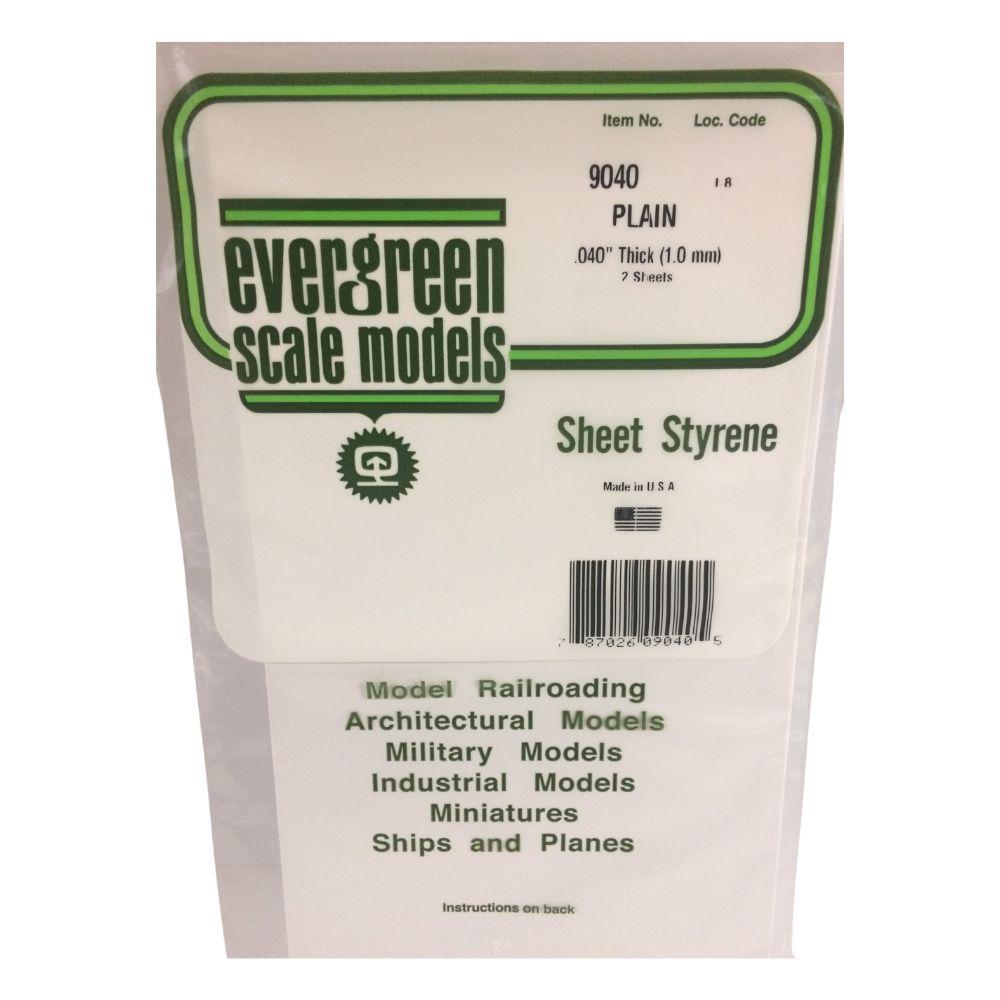 Item No. Loc. Code
9040
PLAIN
.040" Thick (1.0 mm)
2 Sheets
evergreen
scale models
Sheet Styrene
Made in U.S.A
7 87026 09040 5
Model Railroading
Architectural Models
Military Models
Industrial Models
Miniatures
Ships and Planes
Instructions on back